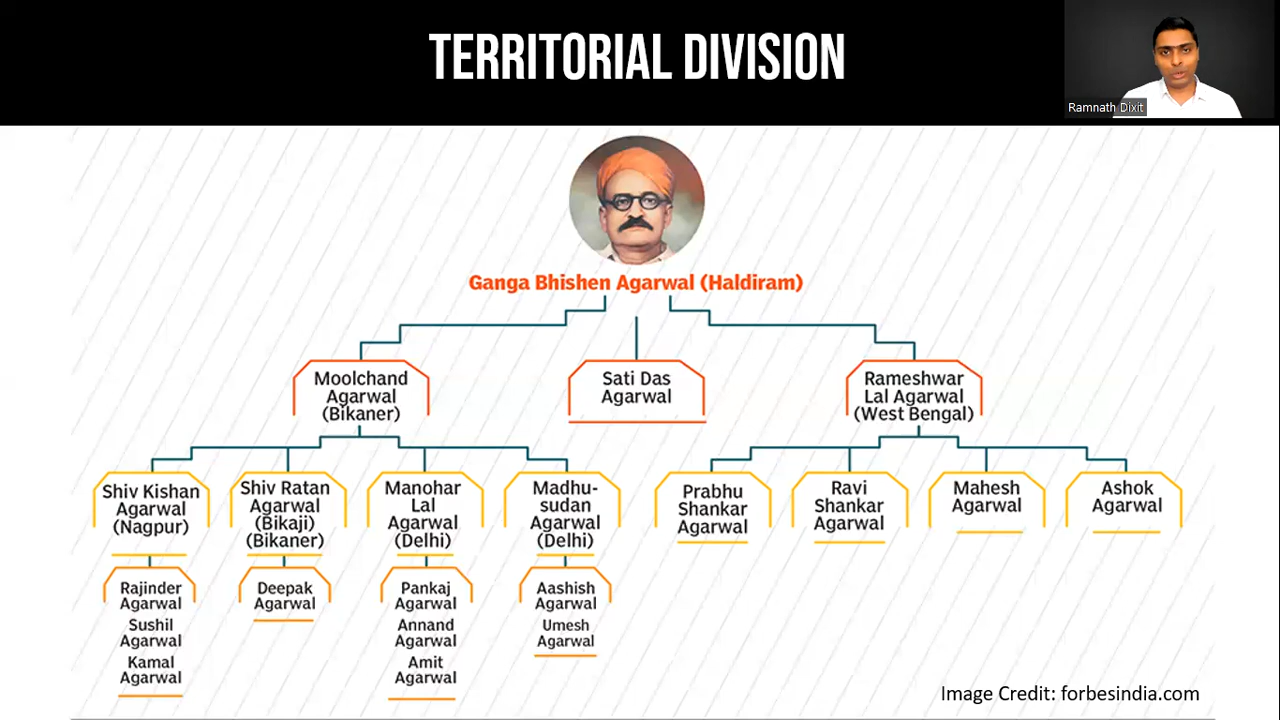 TERRITORIAL DIVISION
Ramnath Dixit
Ganga Bhishen Agarwal (Haldiram)
Moolchand
Agarwal
(Bikaner)
Sati Das
Agarwal
Rameshwar
Lal Agarwal
(West Bengal)
Shiv Kishan
Agarwal
(Nagpur)
Shiv Ratan
Agarwal
(Bikaji)
(Bikaner)
Manohar
Lal
Agarwal
(Delhi)
Madhu-
sudan
Agarwal
(Delhi)
Prabhu
Shankar
Agarwal
Ravi
Shankar
Agarwal
Mahesh
Agarwal
Ashok
Agarwal
Rajinder
Agarwal
Sushil
Agarwal
Kamal
Agarwal
Deepak
Agarwal
Pankaj
Agarwal
Annand
Agarwal
Amit
Agarwal
Aashish
Agarwal
Umesh
Agarwal
Image Credit: forbesindia.com